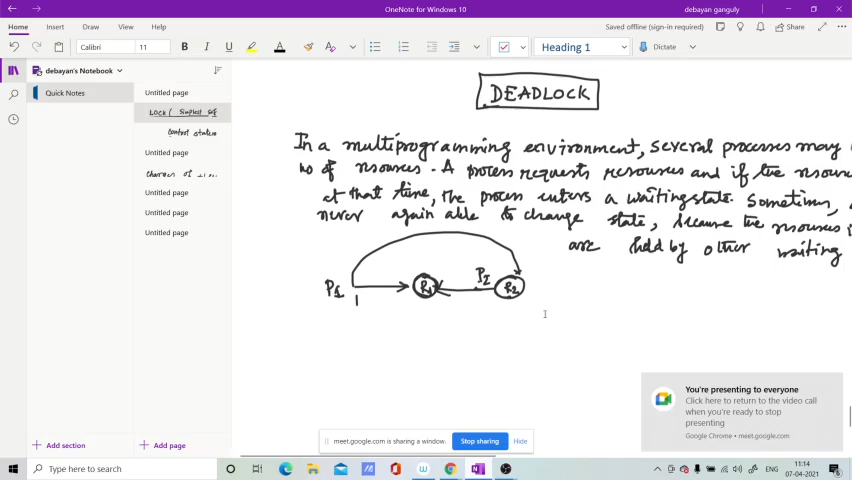 OneNote for Windows 10
debayan ganguly
Home Insert Draw View Help
Saved offline (sign-in required)
Share
Calibri 11 B I U A Heading 1 Dictate
debayan's Notebook
Quick Notes
Untitled page
LOCK( Simplest
control states
Untitled page
Untitled page
Untitled page
Untitled page
Add section
Add page
DEADLOCK
In a multiprogramming environment, several processes may
no of resources. A process requests resources and if the
at that time, the process enters a waiting state. Sometimes,
never again able to change state, because the resources
are held by other waiting
P1 R1 P2 R2
You're presenting to everyone
Click here to return to the video call
when you're ready to stop
presenting
Google Chrome • meet.google.com
meet.google.com is sharing a window. Stop sharing Hide
Type here to search
ENG
11:14
07-04-2021